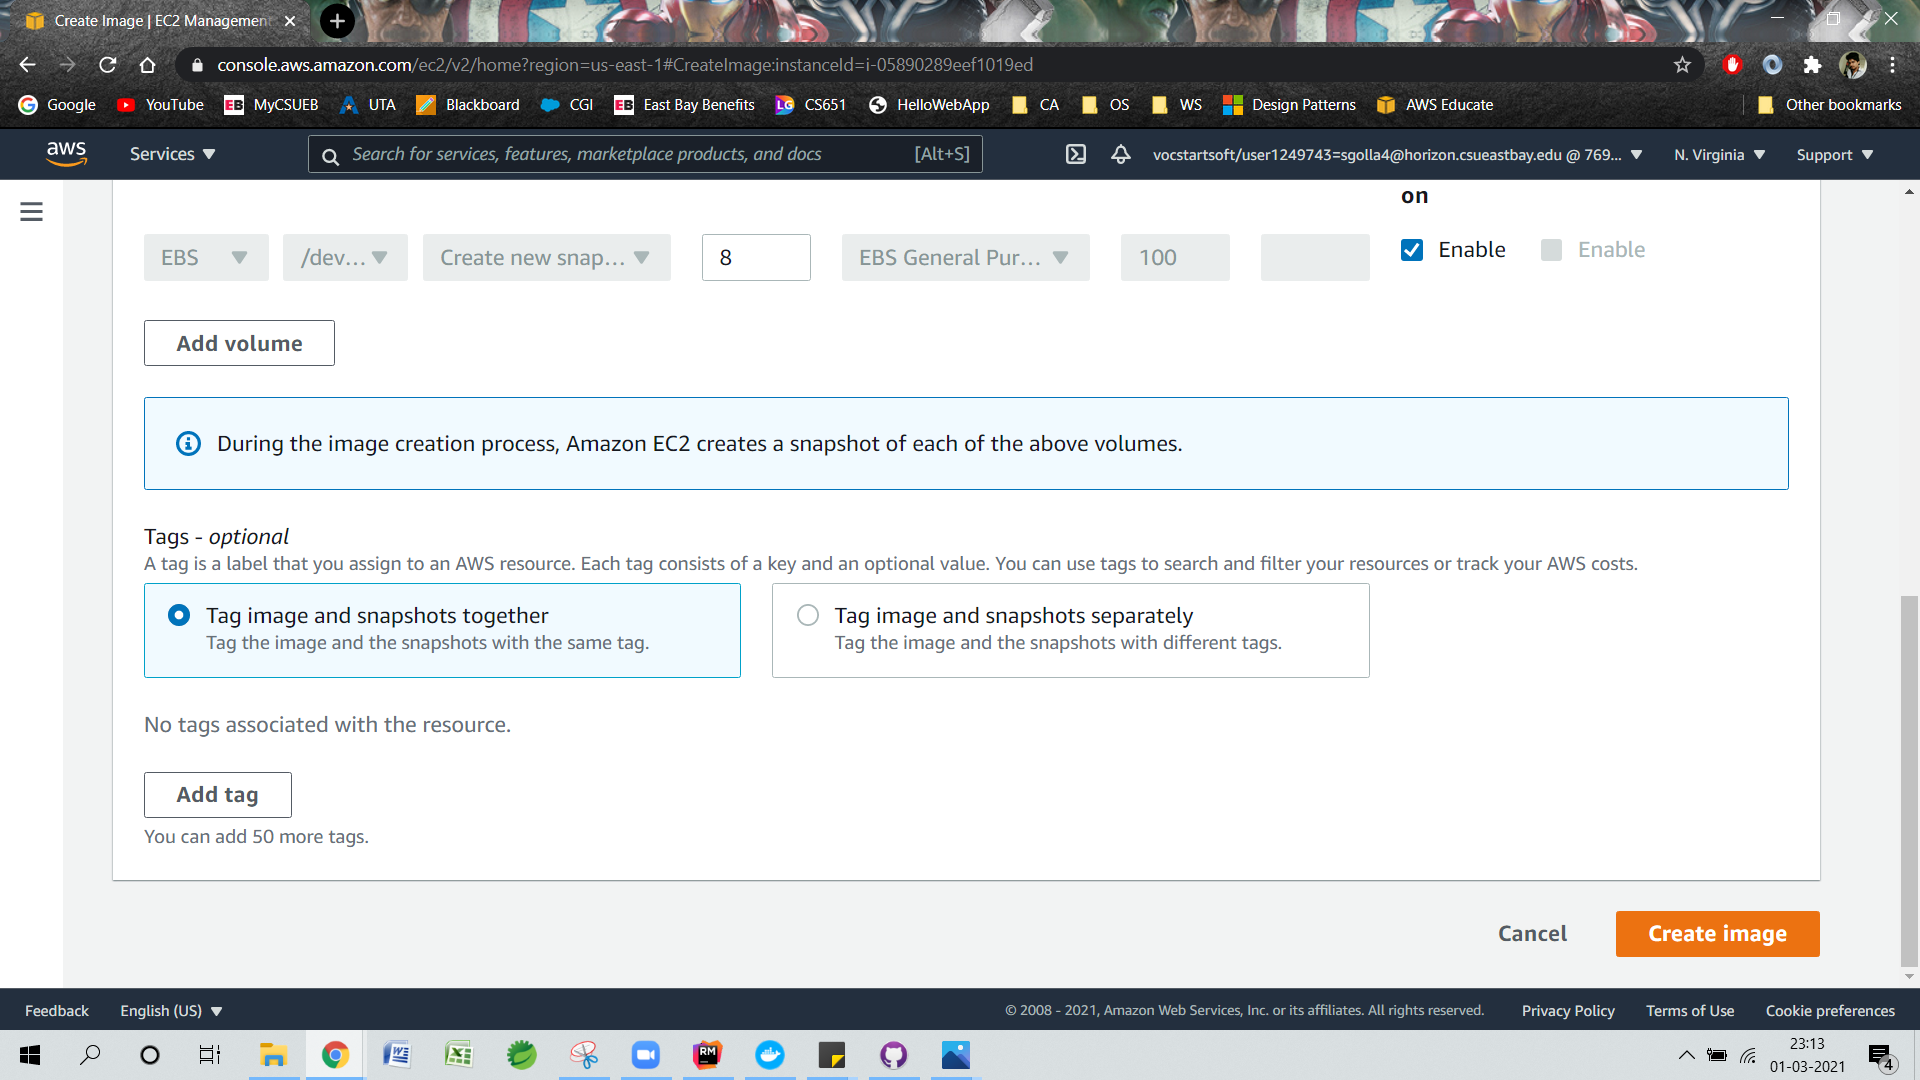 Create Image | EC2 Management
console.aws.amazon.com/ec2/v2/home?region=us-east-1#CreateImage:instanceId=i-05890289eef1019ed
Google YouTube EB MyCSUEB UTA Blackboard CGI EB East Bay Benefits LG CS651 HelloWebApp CA OS WS Design Patterns AWS Educate Other bookmarks
aws Services Search for services, features, marketplace products, and docs [Alt+S] vocstartsoft/user1249743=sgolla4@horizon.csueastbay.edu @ 769... N. Virginia Support
on
EBS /dev... Create new snap... 8 EBS General Pur... 100 Enable Enable
Add volume
During the image creation process, Amazon EC2 creates a snapshot of each of the above volumes.
Tags - optional
A tag is a label that you assign to an AWS resource. Each tag consists of a key and an optional value. You can use tags to search and filter your resources or track your AWS costs.
Tag image and snapshots together
Tag the image and the snapshots with the same tag.
Tag image and snapshots separately
Tag the image and the snapshots with different tags.
No tags associated with the resource.
Add tag
You can add 50 more tags.
Cancel Create image
Feedback English (US) © 2008 - 2021, Amazon Web Services, Inc. or its affiliates. All rights reserved. Privacy Policy Terms of Use Cookie preferences
RM
23:13
01-03-2021
4